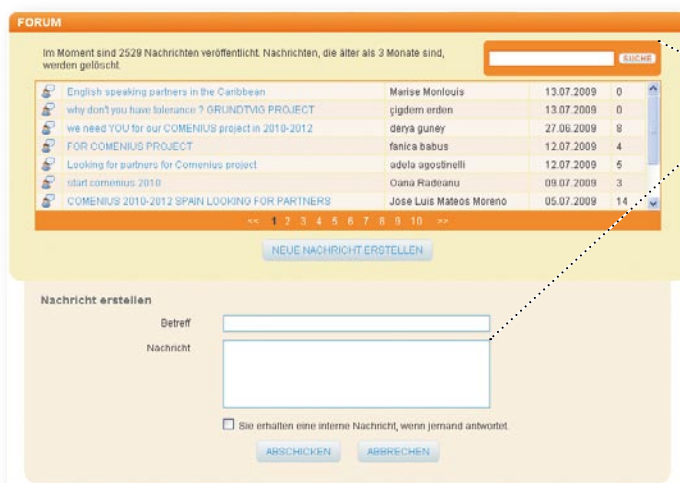 FORUM
Im Moment sind 2529 Nachrichten veröffentlicht. Nachrichten, die älter als 3 Monate sind,
werden gelöscht.
SUCHE
English speaking partners in the Caribbean Marise Monlouis 13.07.2009 0
why don't you have tolerance ? GRUNDTVIG PROJECT çigdem erden 13.07.2009 0
we need YOU for our COMENIUS project in 2010-2012 derya guney 27.06.2009 8
FOR COMENIUS PROJECT fanica babus 12.07.2009 4
Looking for partners for Comenius project adela agostinelli 12.07.2009 5
start comenius 2010 Oana Radeanu 09.07.2009 3
COMENIUS 2010-2012 SPAIN LOOKING FOR PARTNERS Jose Luis Mateos Moreno 05.07.2009 14
<< 1 2 3 4 5 6 7 8 9 10 >>
NEUE NACHRICHT ERSTELLEN
Nachricht erstellen
Betreff
Nachricht
Sie erhalten eine interne Nachricht, wenn jemand antwortet.
ABSCHICKEN ABBRECHEN